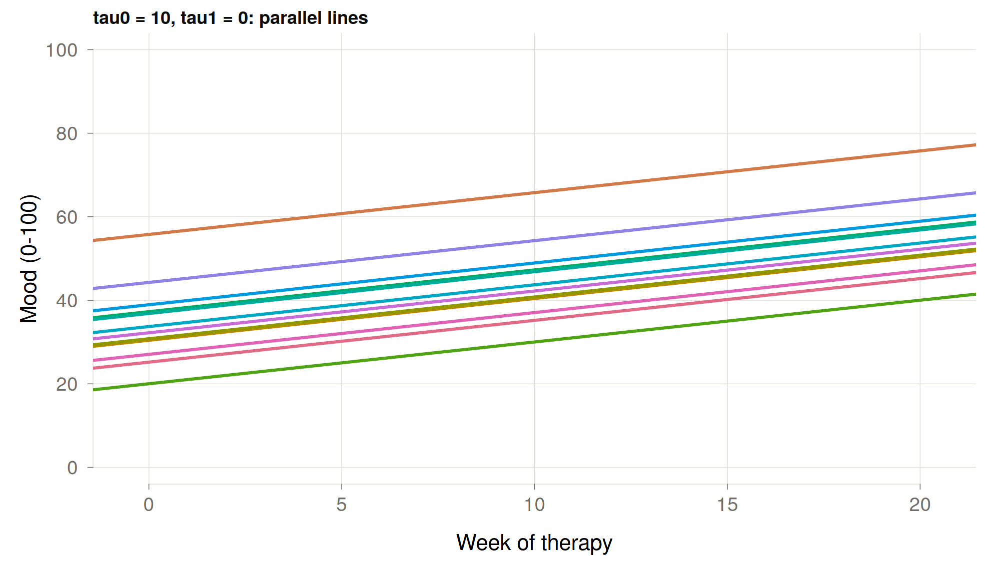 tau0 = 10, tau1 = 0: parallel lines
100
80
60
40
20
0
Mood (0-100)
0 5 10 15 20
Week of therapy